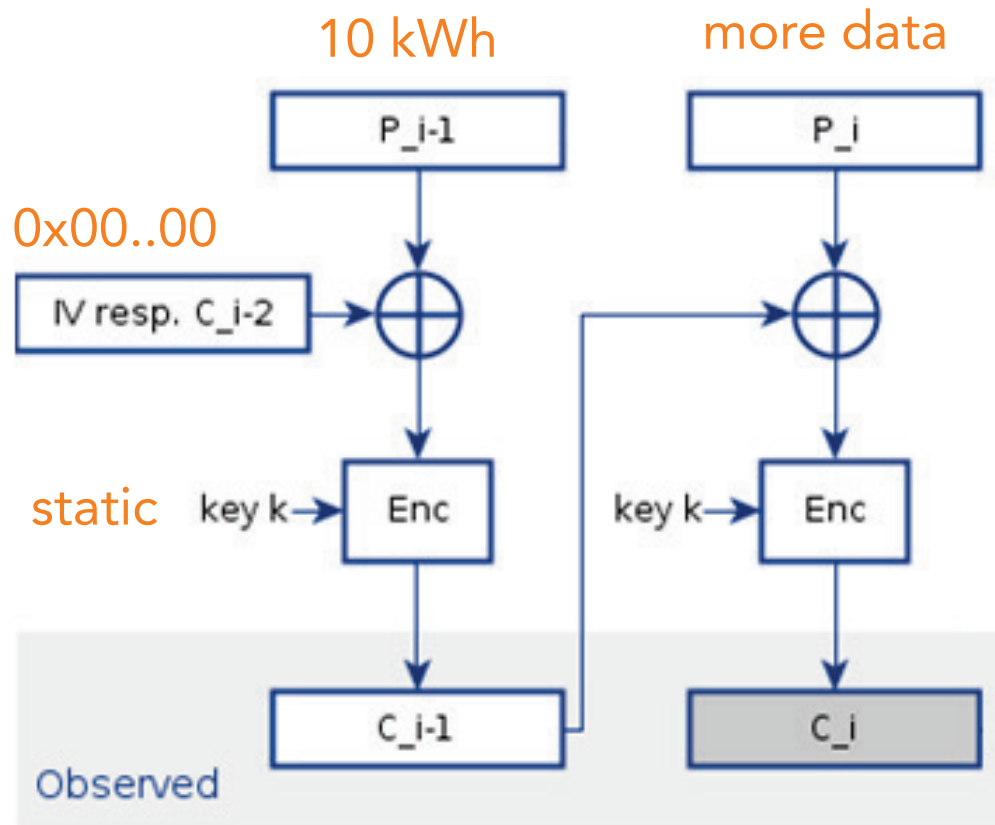 10 kWh
more data
P_i-1
P_i
0x00..00
IV resp. C_i-2
static
key k
Enc
key k
Enc
C_i-1
C_i
Observed